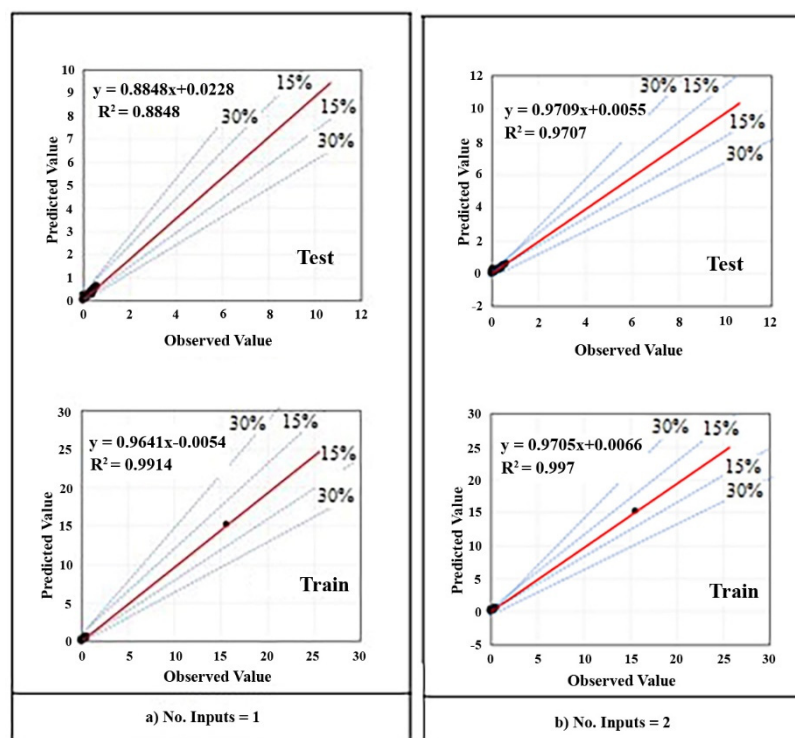 10
9
8
7
6
5
4
3
2
1
0
Predicted Value
y = 0.8848x+0.0228
R² = 0.8848
30%
15%
15%
30%
Test
0 2 4 6 8 10 12
Observed Value
30
25
20
15
10
5
0
Predicted Value
y = 0.9641x-0.0054
R² = 0.9914
30%
15%
15%
30%
Train
0 5 10 15 20 25 30
Observed Value
a) No. Inputs = 1
12
10
8
6
4
2
0
-2
Predicted Value
y = 0.9709x+0.0055
R² = 0.9707
30% 15%
15%
30%
Test
0 2 4 6 8 10 12
Observed Value
30
25
20
15
10
5
0
-5
Predicted Value
y = 0.9705x+0.0066
R² = 0.997
30%
15%
15%
30%
Train
0 5 10 15 20 25 30
Observed Value
b) No. Inputs = 2